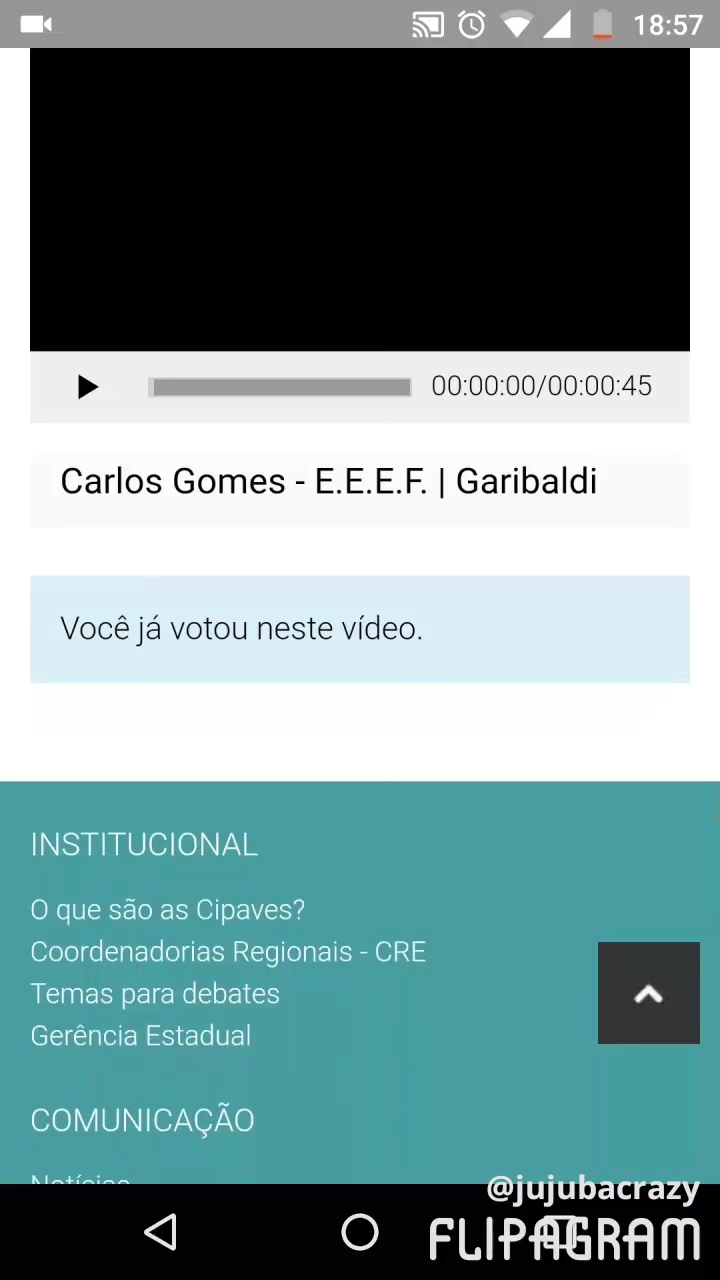 18:57
00:00:00/00:00:45
Carlos Gomes - E.E.E.F. | Garibaldi
Você já votou neste vídeo.
INSTITUCIONAL
O que são as Cipaves?
Coordenadorias Regionais - CRE
Temas para debates
Gerência Estadual
COMUNICAÇÃO
Notícias
@jujubacrazy
FLIPAGRAM